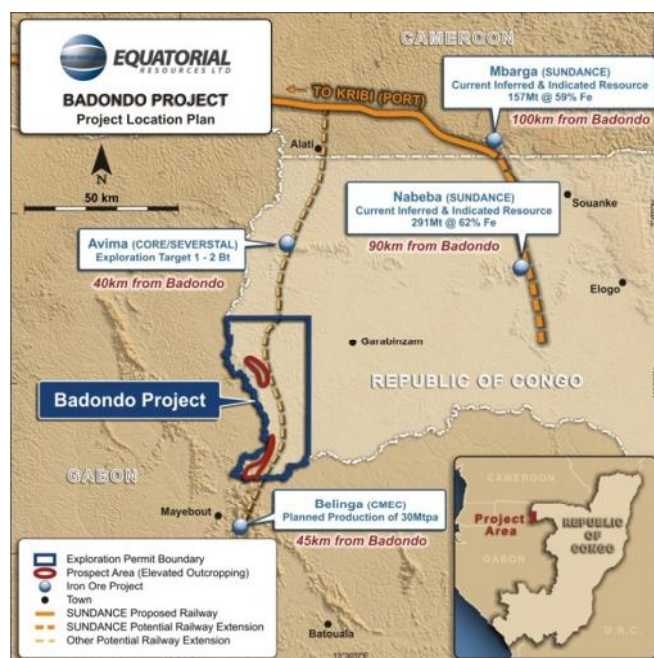 EQUATORIAL
RESOURCES LTD
BADONDO PROJECT
Project Location Plan
CAMEROON
TO KRIBI (PORT)
Mbarga (SUNDANCE)
Current Inferred & Indicated Resource
157Mt @ 59% Fe
100km from Badondo
Alati
N
50 km
Nabeba (SUNDANCE)
Current Inferred & Indicated Resource
291Mt @ 62% Fe
90km from Badondo
Souanke
Avima (CORE/SEVERSTAL)
Exploration Target 1 - 2 Bt
40km from Badondo
Elogo
Garabinzam
REPUBLIC OF CONGO
Badondo Project
GABON
Mayebout
Belinga (CMEC)
Planned Production of 30Mtpa
45km from Badondo
Exploration Permit Boundary
Prospect Area (Elevated Outcropping)
Iron Ore Project
Town
SUNDANCE Proposed Railway
SUNDANCE Potential Railway Extension
Other Potential Railway Extension
Batouala
CAMEROON
Project
Area
REPUBLIC
OF
CONGO
GABON
D.R.C.